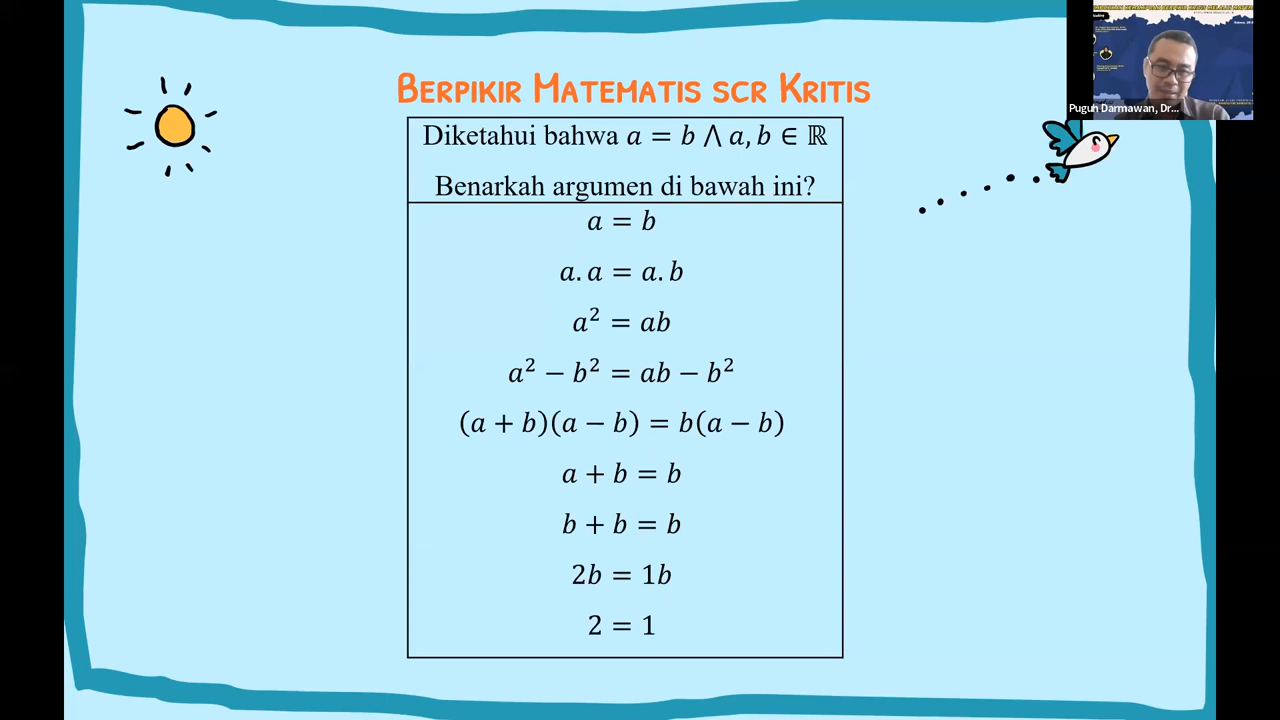 BERPIKIR MATEMATIS SCR KRITIS
Diketahui bahwa a = b ⋀ a, b ∈ ℝ
Benarkah argumen di bawah ini?
a = b
a. a = a. b
a² = ab
a² − b² = ab − b²
(a + b)(a − b) = b(a − b)
a + b = b
b + b = b
2b = 1b
2 = 1
Puguh Darmawan, Dr...